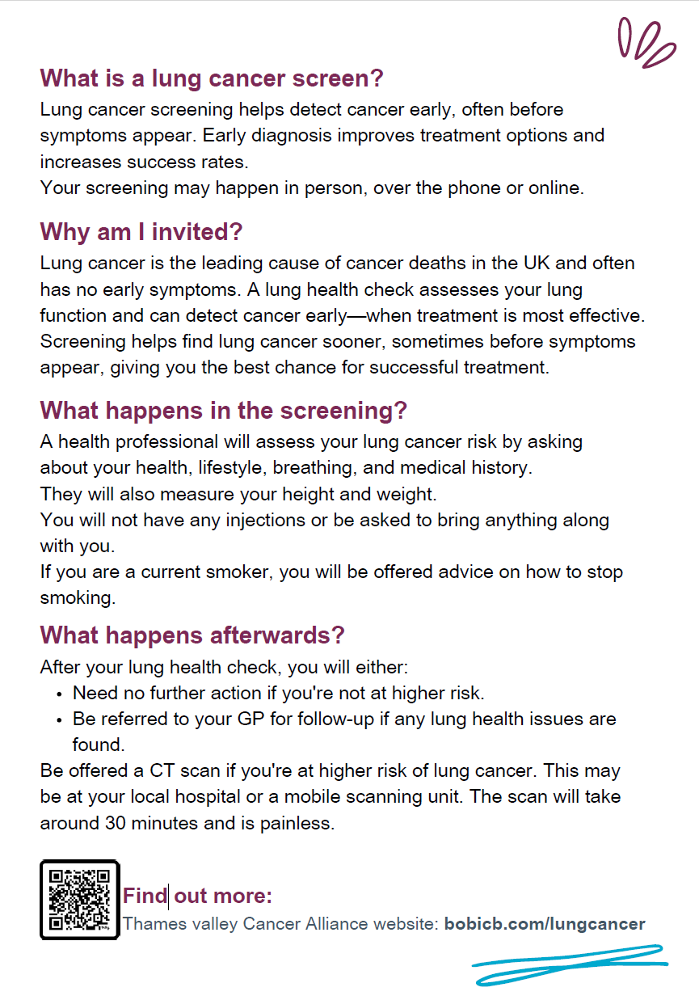 What is a lung cancer screen?
Lung cancer screening helps detect cancer early, often before
symptoms appear. Early diagnosis improves treatment options and
increases success rates.
Your screening may happen in person, over the phone or online.
Why am I invited?
Lung cancer is the leading cause of cancer deaths in the UK and often
has no early symptoms. A lung health check assesses your lung
function and can detect cancer early—when treatment is most effective.
Screening helps find lung cancer sooner, sometimes before symptoms
appear, giving you the best chance for successful treatment.
What happens in the screening?
A health professional will assess your lung cancer risk by asking
about your health, lifestyle, breathing, and medical history.
They will also measure your height and weight.
You will not have any injections or be asked to bring anything along
with you.
If you are a current smoker, you will be offered advice on how to stop
smoking.
What happens afterwards?
After your lung health check, you will either:
• Need no further action if you're not at higher risk.
• Be referred to your GP for follow-up if any lung health issues are
found.
Be offered a CT scan if you're at higher risk of lung cancer. This may
be at your local hospital or a mobile scanning unit. The scan will take
around 30 minutes and is painless.
Find out more:
Thames valley Cancer Alliance website: bobicb.com/lungcancer